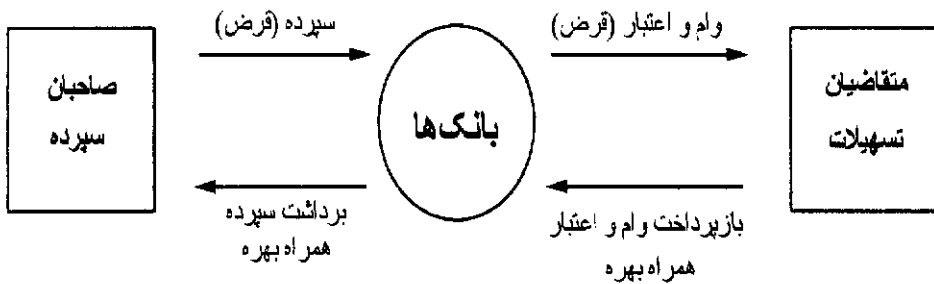 سپرده (قرض)
وام و اعتبار (قرض)
صاحبان
سپرده
بانک‌ها
متقاضیان
تسهیلات
برداشت سپرده
همراه بهره
بازپرداخت وام و اعتبار
همراه بهره